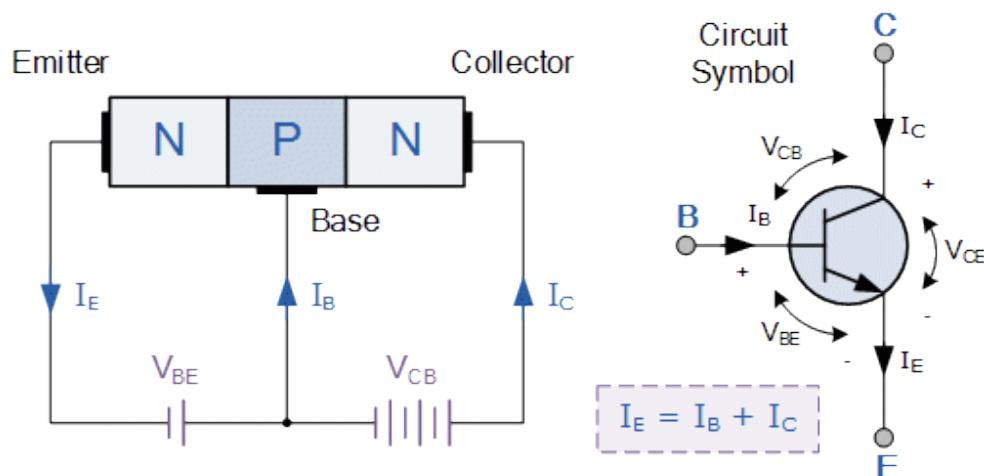 Emitter
Collector
N P N
Base
I_E
I_B
I_C
V_BE
V_CB
Circuit
Symbol
C
I_C
V_CB
+
B
I_B
+
V_CE
V_BE
-
-
I_E
I_E = I_B + I_C
E